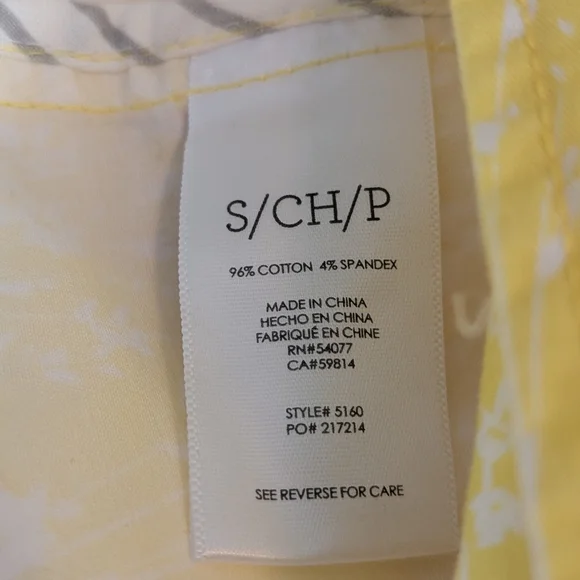 S/CH/P
96% COTTON 4% SPANDEX
MADE IN CHINA
HECHO EN CHINA
FABRIQUÉ EN CHINE
RN#54077
CA#59814
STYLE# 5160
PO# 217214
SEE REVERSE FOR CARE